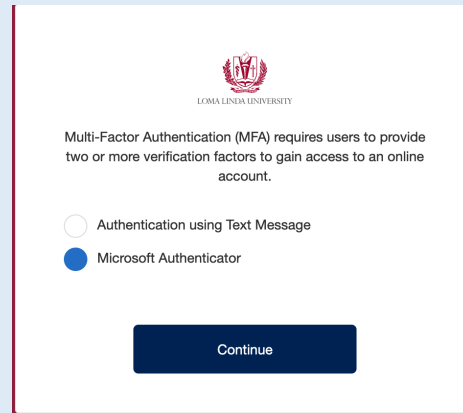 LOMA LINDA UNIVERSITY
Multi-Factor Authentication (MFA) requires users to provide
two or more verification factors to gain access to an online
account.
Authentication using Text Message
Microsoft Authenticator
Continue